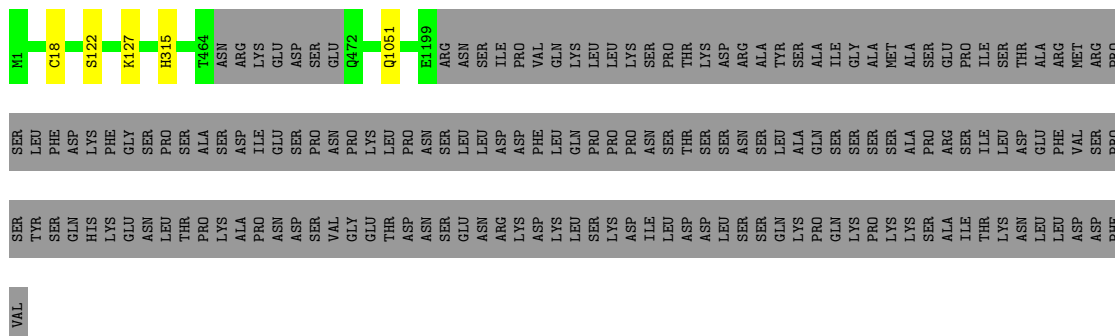 M1 C18 S122 K127 H315 T464 ASN ARG LYS GLU ASP SER GLU Q472 Q1051 E1199 ARG ASN SER ILE PRO VAL GLN LYS LEU LEU LYS SER PRO THR LYS ASP ARG ALA TYR SER ALA ILE GLY ALA MET ALA SER GLU PRO ILE SER THR ALA ARG MET ARG PRO
SER LEU PHE ASP LYS PHE GLY SER PRO SER ALA SER ASP ILE GLU SER PRO ASN PRO LYS LEU PRO ASN SER LEU LEU ASP ASP PHE LEU GLN PRO PRO PRO ASN SER THR SER SER ASN SER LEU ALA GLN SER SER SER SER ALA PRO ARG SER ILE LEU ASP GLU PHE VAL SER PRO
SER TYR SER GLN HIS LYS GLU ASN LEU THR PRO LYS ALA PRO ASN ASP SER VAL GLY GLU THR ASP ASN SER GLU ASN ARG LYS ASP LYS LEU SER LYS ASP ILE LEU ASP ASP LEU SER SER GLN LYS PRO GLN LYS PRO LYS LYS SER ALA ILE THR LYS ASN LEU LEU ASP ASP PHE
VAL